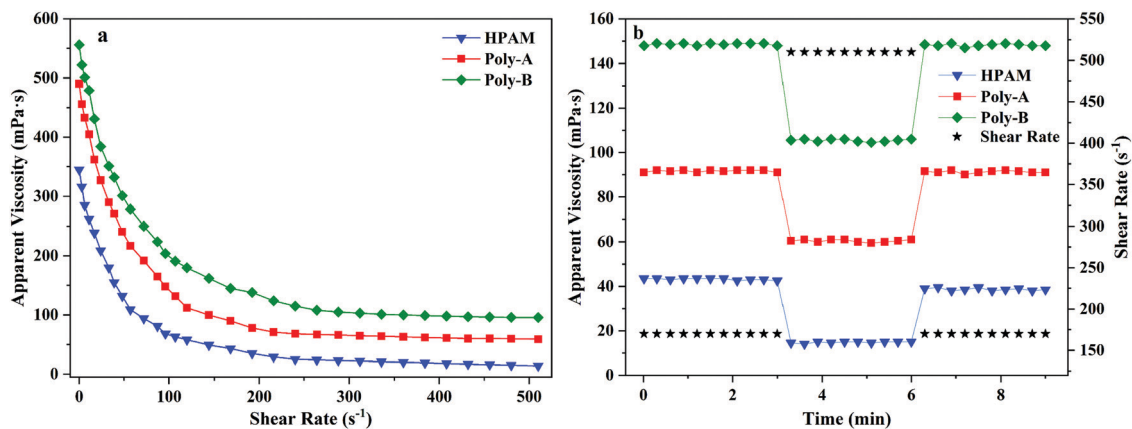 a
HPAM
Poly-A
Poly-B
Apparent Viscosity (mPa·s)
600
500
400
300
200
100
0
0 100 200 300 400 500
Shear Rate (s⁻¹)
b
HPAM
Poly-A
Poly-B
Shear Rate
Apparent Viscosity (mPa·s)
160
140
120
100
80
60
40
20
0
0 2 4 6 8
Time (min)
Shear Rate (s⁻¹)
550
500
450
400
350
300
250
200
150